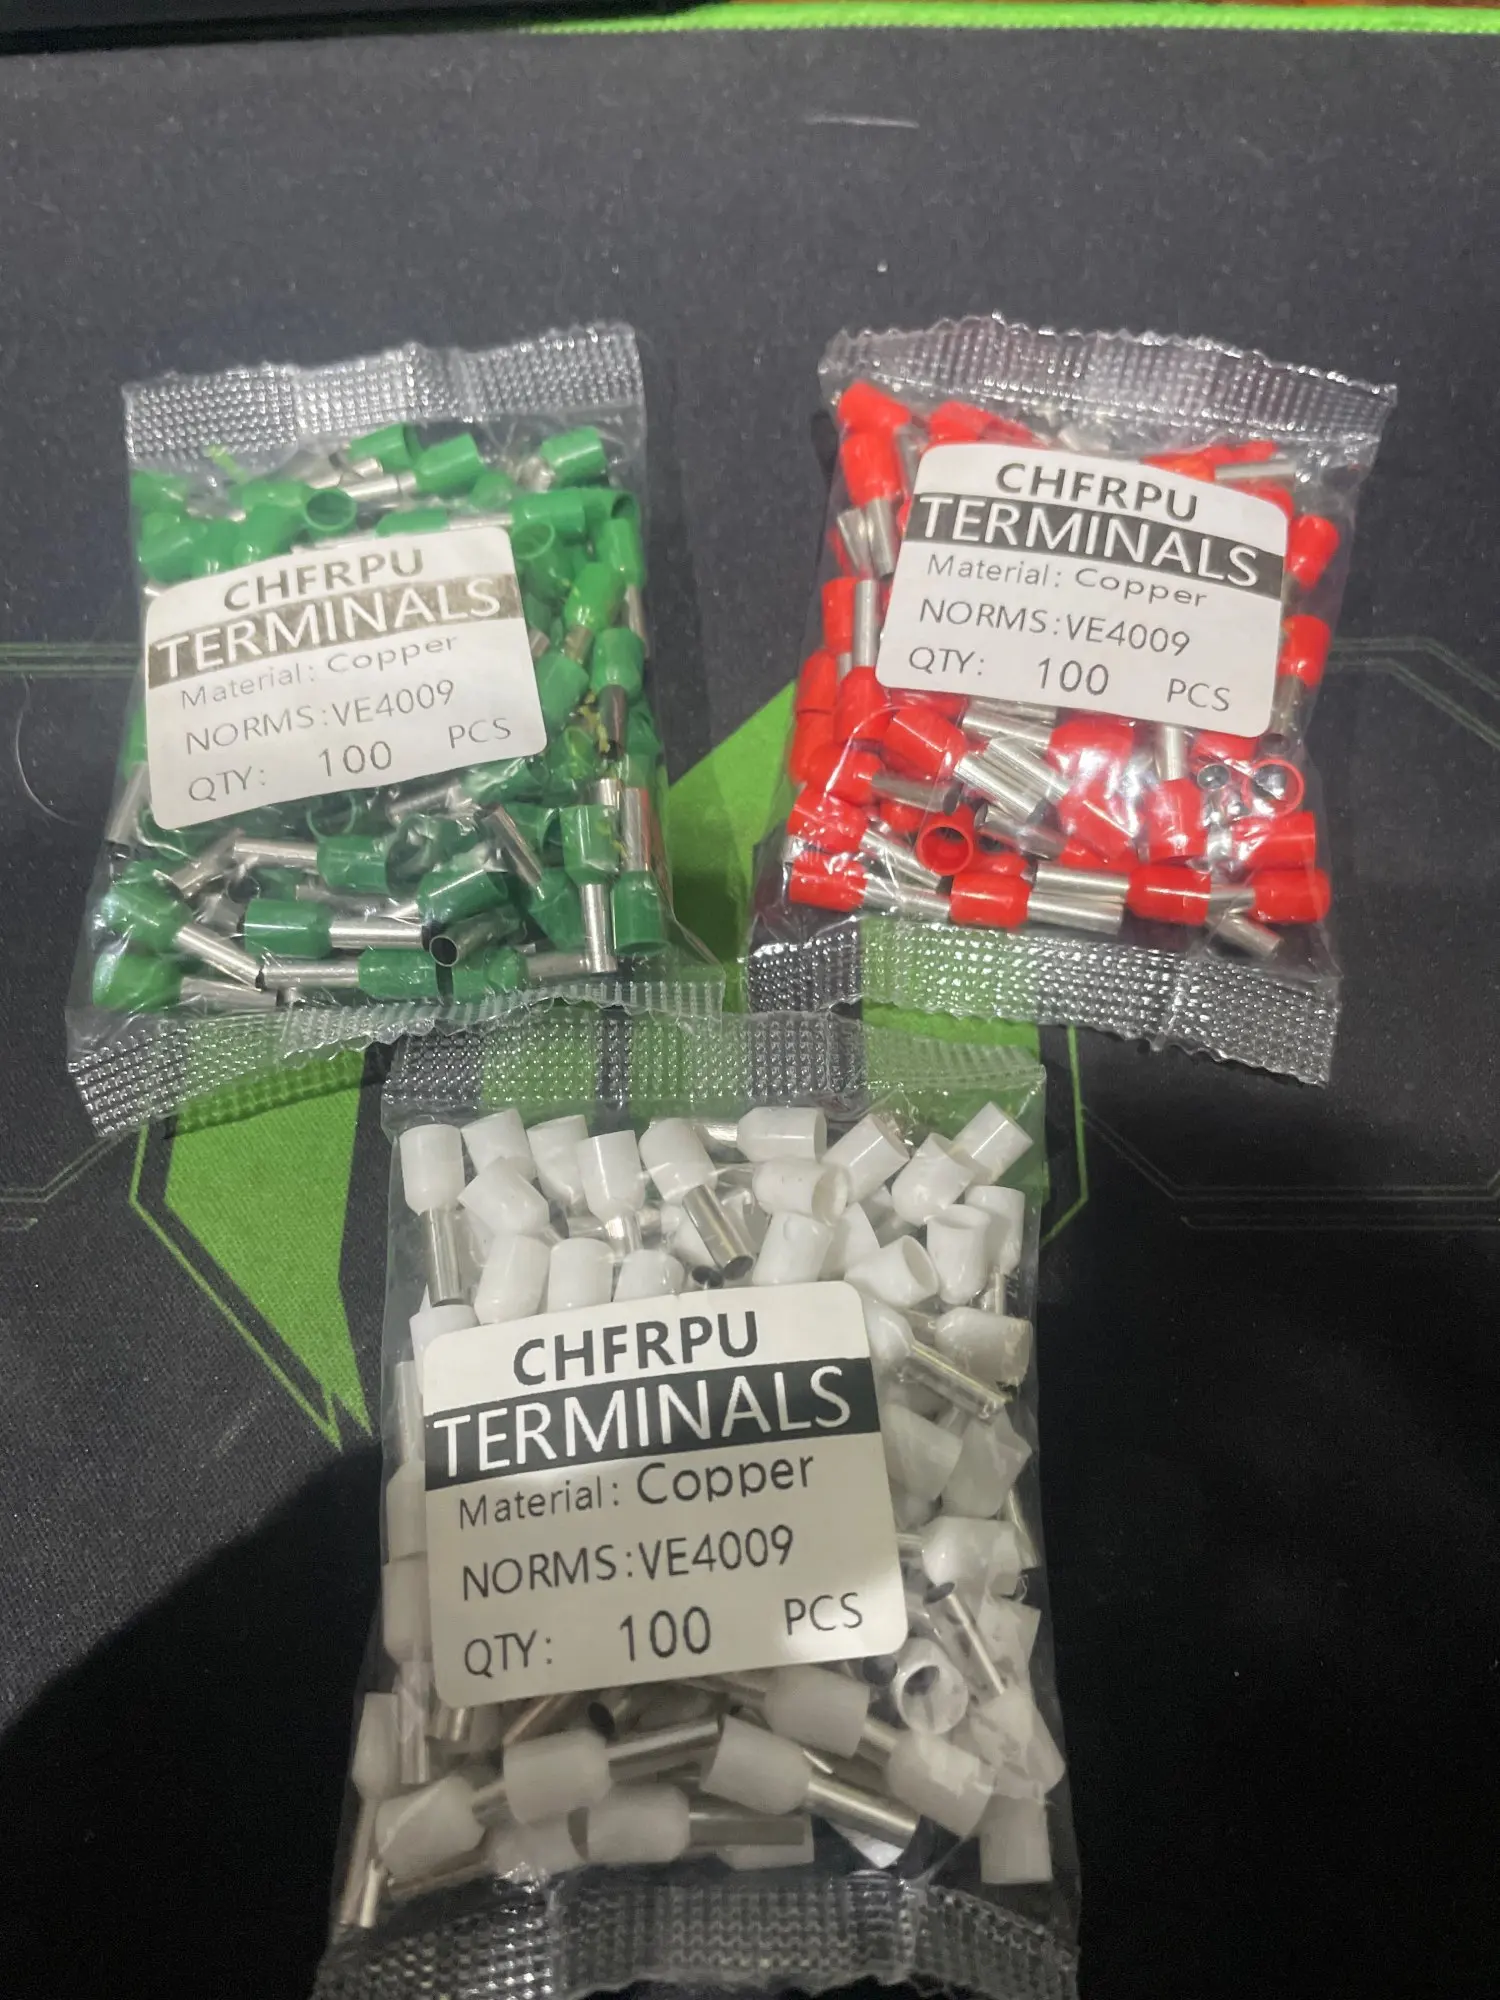 CHFRPU
TERMINALS
Material: Copper
NORMS:VE4009
QTY: 100 PCS
CHFRPU
TERMINALS
Material: Copper
NORMS:VE4009
QTY: 100 PCS
CHFRPU
TERMINALS
Material: Copper
NORMS:VE4009
QTY: 100 PCS